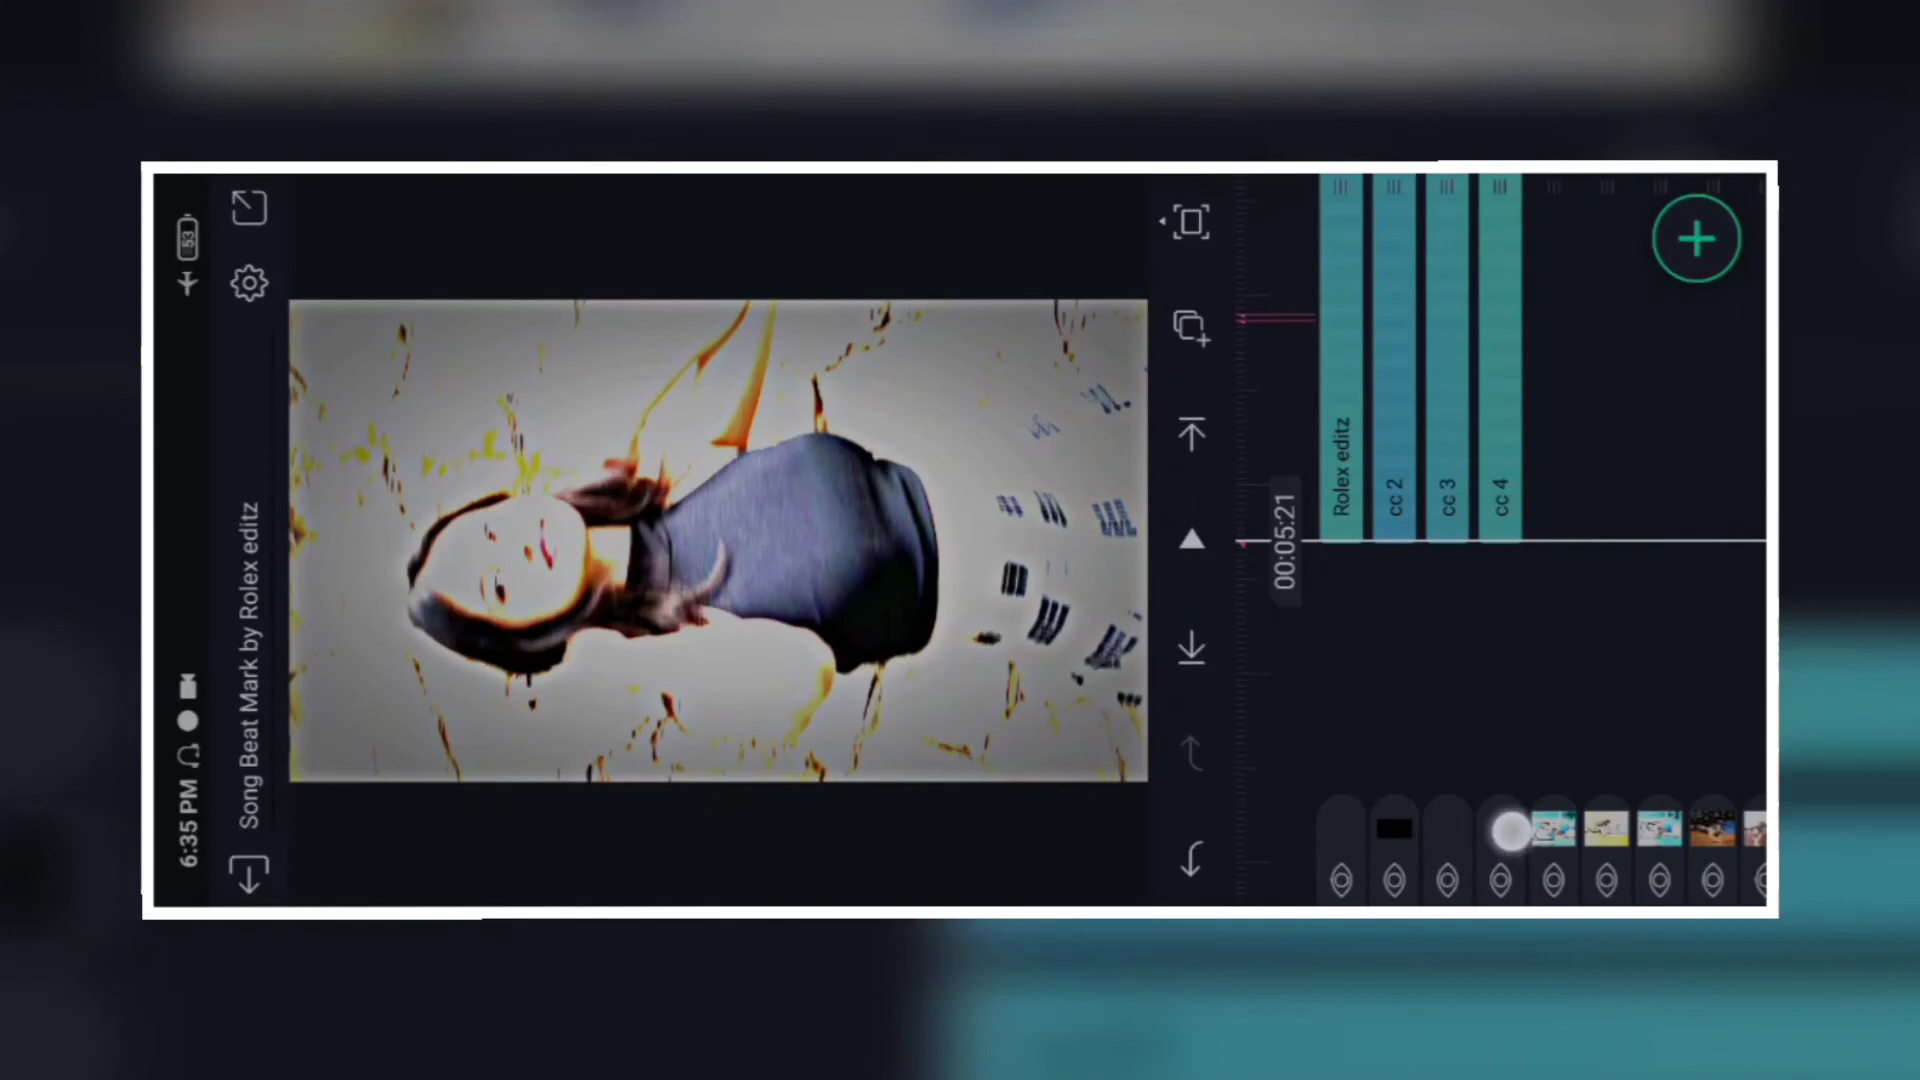 6:35 PM
53
Song Beat Mark by Rolex editz
00:05:21
Rolex editz
cc 2
cc 3
cc 4